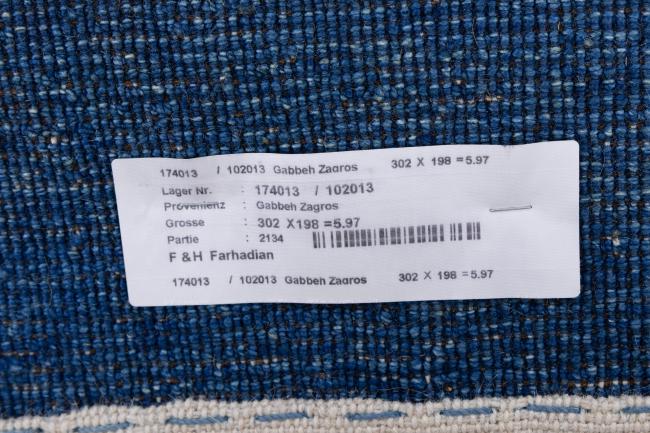 174013 / 102013 Gabbeh Zagros 302 X 198 =5.97
Lager Nr. : 174013 / 102013
Provenienz : Gabbeh Zagros
Grosse : 302 X198 =5.97
Partie : 2134
F &H Farhadian
174013 / 102013 Gabbeh Zagros 302 X 198 =5.97